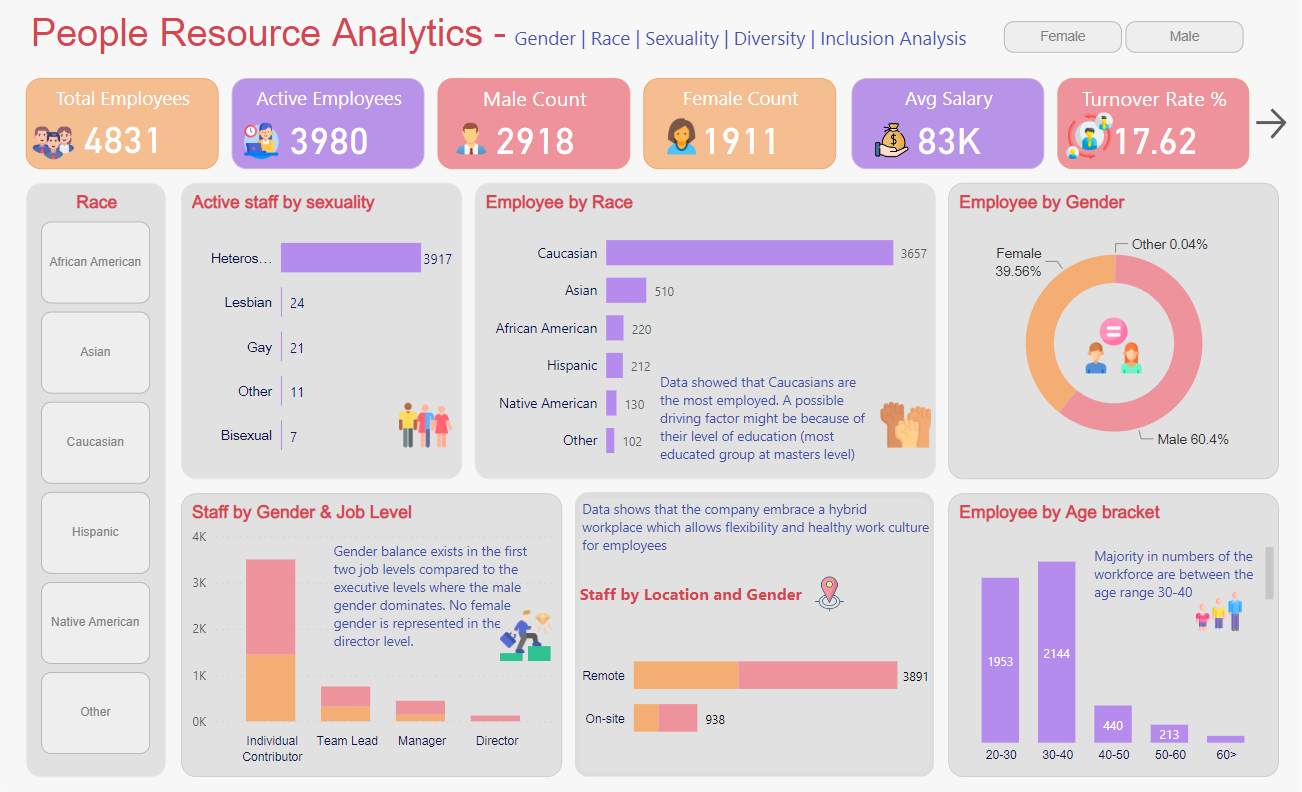 People Resource Analytics - Gender | Race | Sexuality | Diversity | Inclusion Analysis
Female
Male
Total Employees
4831
Active Employees
3980
Male Count
2918
Female Count
1911
Avg Salary
83K
Turnover Rate %
17.62
Race
African American
Asian
Caucasian
Hispanic
Native American
Other
Active staff by sexuality
Heteros... 3917
Lesbian 24
Gay 21
Other 11
Bisexual 7
Employee by Race
Caucasian 3657
Asian 510
African American 220
Hispanic 212
Native American 130
Other 102
Data showed that Caucasians are
the most employed. A possible
driving factor might be because of
their level of education (most
educated group at masters level)
Employee by Gender
Other 0.04%
Female
39.56%
Male 60.4%
Staff by Gender & Job Level
4K
3K
2K
1K
0K
Gender balance exists in the first
two job levels compared to the
executive levels where the male
gender dominates. No female
gender is represented in the
director level.
Individual
Contributor
Team Lead
Manager
Director
Data shows that the company embrace a hybrid
workplace which allows flexibility and healthy work culture
for employees
Staff by Location and Gender
Remote 3891
On-site 938
Employee by Age bracket
Majority in numbers of the
workforce are between the
age range 30-40
1953
2144
440
213
20-30
30-40
40-50
50-60
60>